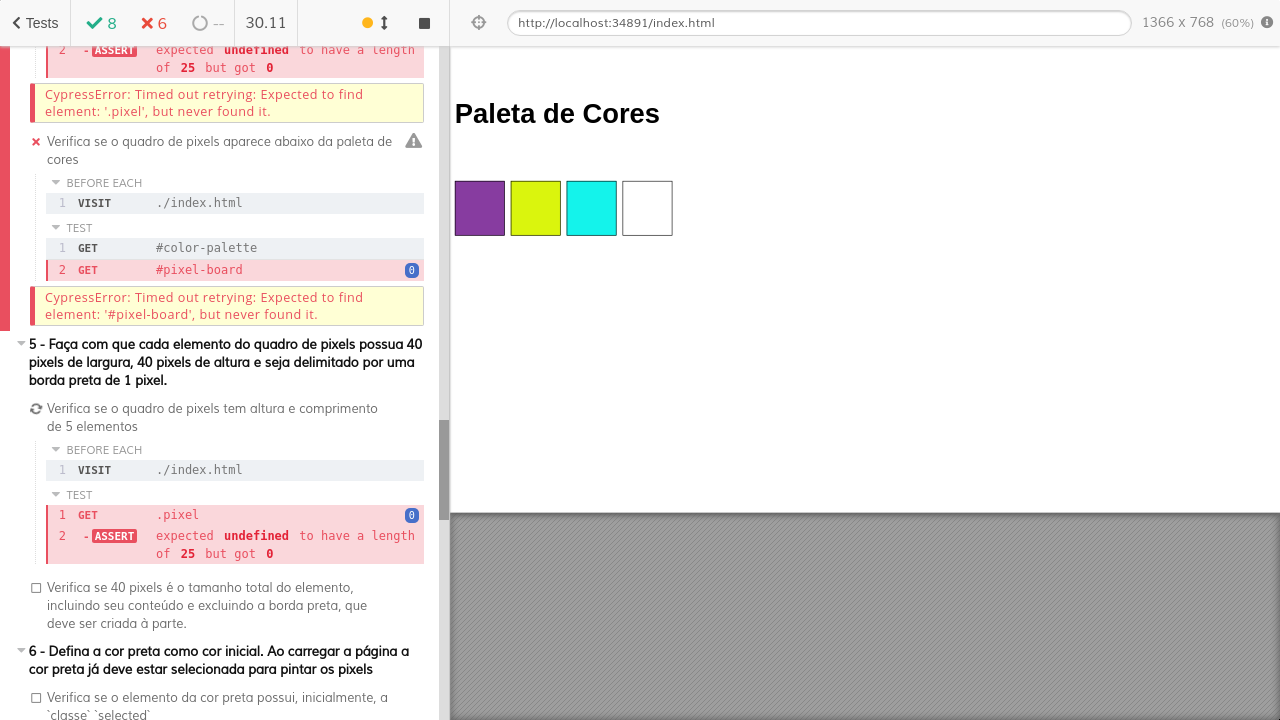 Tests
8
6
--
30.11
http://localhost:34891/index.html
1366 x 768 (60%)
2 -ASSERT expected undefined to have a length
of 25 but got 0
CypressError: Timed out retrying: Expected to find
element: '.pixel', but never found it.
Verifica se o quadro de pixels aparece abaixo da paleta de
cores
BEFORE EACH
1 VISIT ./index.html
TEST
1 GET #color-palette
2 GET #pixel-board 0
CypressError: Timed out retrying: Expected to find
element: '#pixel-board', but never found it.
5 - Faça com que cada elemento do quadro de pixels possua 40
pixels de largura, 40 pixels de altura e seja delimitado por uma
borda preta de 1 pixel.
Verifica se o quadro de pixels tem altura e comprimento
de 5 elementos
BEFORE EACH
1 VISIT ./index.html
TEST
1 GET .pixel 0
2 -ASSERT expected undefined to have a length
of 25 but got 0
Verifica se 40 pixels é o tamanho total do elemento,
incluindo seu conteúdo e excluindo a borda preta, que
deve ser criada à parte.
6 - Defina a cor preta como cor inicial. Ao carregar a página a
cor preta já deve estar selecionada para pintar os pixels
Verifica se o elemento da cor preta possui, inicialmente, a
`classe` `selected`
Paleta de Cores